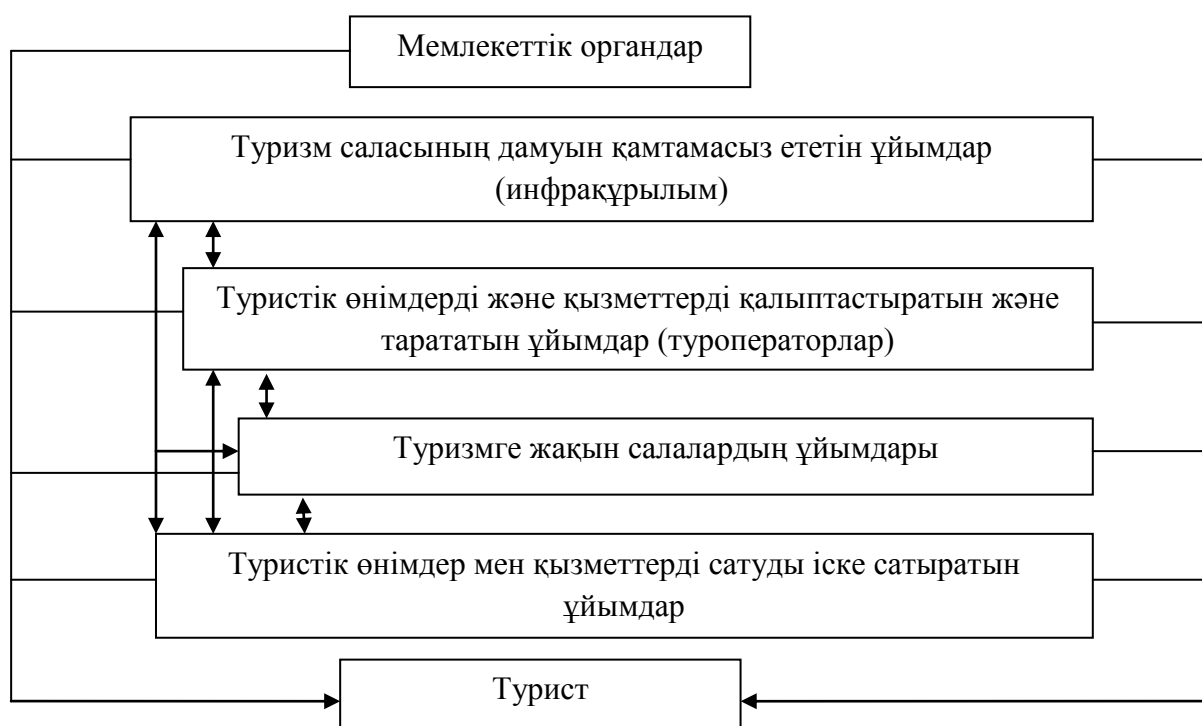 Мемлекеттік органдар
Туризм саласының дамуын қамтамасыз ететін ұйымдар
(инфрақұрылым)
Туристік өнімдерді және қызметтерді қалыптастыратын және
тарататын ұйымдар (туроператорлар)
Туризмге жақын салалардың ұйымдары
Туристік өнімдер мен қызметтерді сатуды іске сатыратын
ұйымдар
Турист